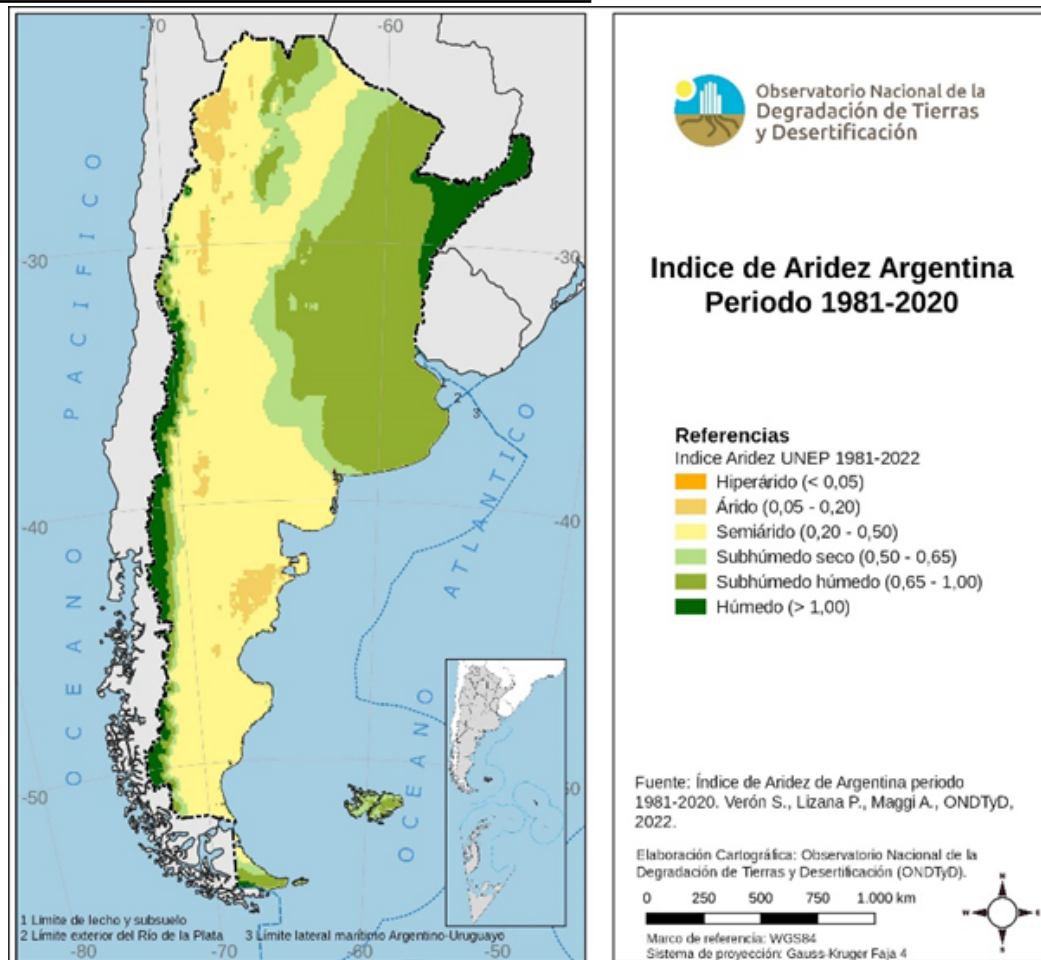 -70
-60
-30
-30
-40
-40
-50
-80
-70
-60
-50
OCEANO PACIFICO
OCEANO ATLANTICO
2
3
1 Límite de lecho y subsuelo
2 Límite exterior del Río de la Plata
3 Límite lateral marítimo Argentino-Uruguayo
Observatorio Nacional de la
Degradación de Tierras
y Desertificación
Indice de Aridez Argentina
Periodo 1981-2020
Referencias
Indice Aridez UNEP 1981-2022
Hiperárido (< 0,05)
Árido (0,05 - 0,20)
Semiárido (0,20 - 0,50)
Subhúmedo seco (0,50 - 0,65)
Subhúmedo húmedo (0,65 - 1,00)
Húmedo (> 1,00)
Fuente: Índice de Aridez de Argentina periodo
1981-2020. Verón S., Lizana P., Maggi A., ONDTyD,
2022.
Elaboración Cartográfica: Observatorio Nacional de la
Degradación de Tierras y Desertificación (ONDTyD).
0 250 500 750 1.000 km
Marco de referencia: WGS84
Sistema de proyección: Gauss-Kruger Faja 4
N
W
E
S